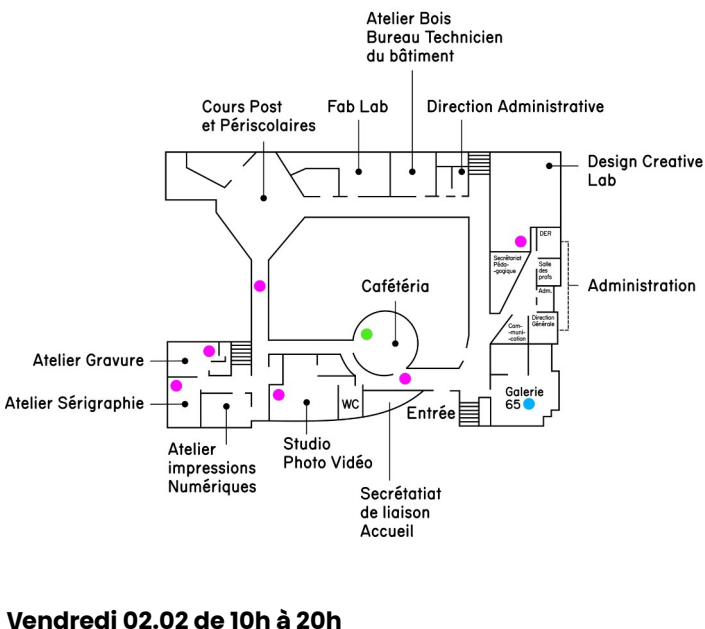 Atelier Bois
Bureau Technicien
du bâtiment
Cours Post
et Périscolaires
Fab Lab
Direction Administrative
Design Creative
Lab
DER
Secrétariat
Péda-
-gogique
Salle
des
profs
Adm.
Administration
Cafétéria
Com-
-muni-
-cation
Direction
Générale
Atelier Gravure
Atelier Sérigraphie
WC
Entrée
Galerie
65
Atelier
impressions
Numériques
Studio
Photo Vidéo
Secrétatiat
de liaison
Accueil
Vendredi 02.02 de 10h à 20h